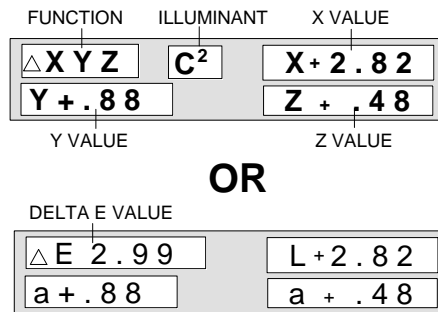 FUNCTION ILLUMINANT X VALUE
△XYZ C² X+2.82
Y+.88 Z + .48
Y VALUE Z VALUE
OR
DELTA E VALUE
△E 2.99 L+2.82
a+.88 a + .48